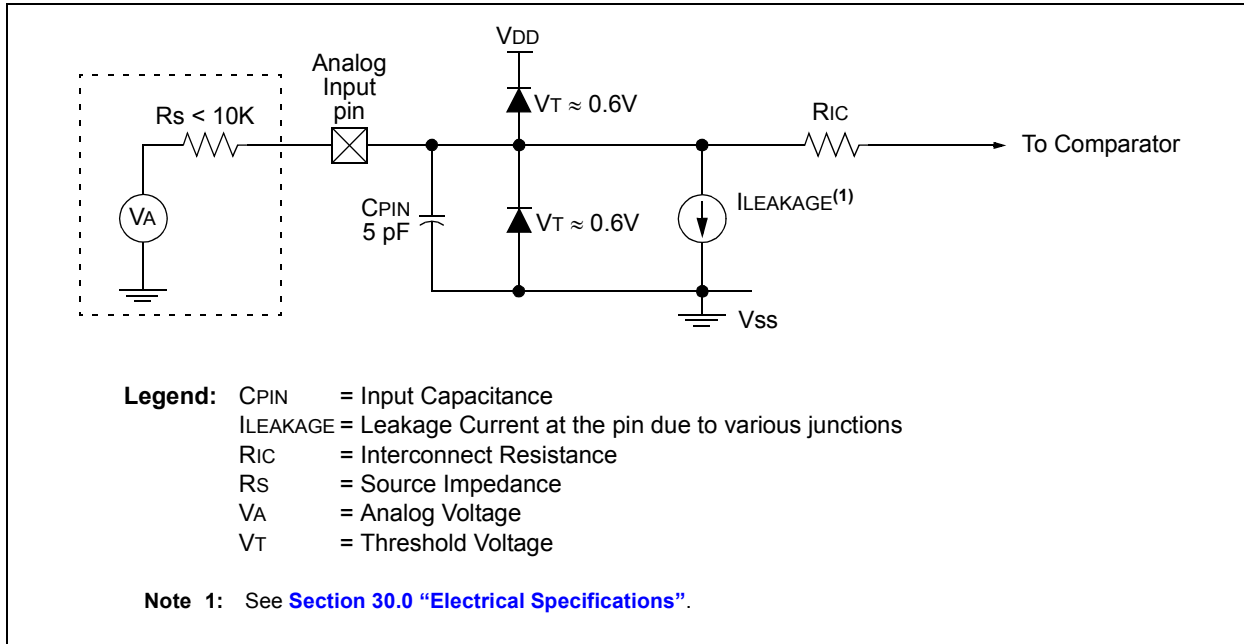 VDD
Analog
Input
pin
Rs < 10K
VT ≈ 0.6V
RIC
To Comparator
VA
CPIN
5 pF
VT ≈ 0.6V
ILEAKAGE(1)
Vss
Legend: CPIN = Input Capacitance
ILEAKAGE = Leakage Current at the pin due to various junctions
RIC = Interconnect Resistance
RS = Source Impedance
VA = Analog Voltage
VT = Threshold Voltage
Note 1: See Section 30.0 “Electrical Specifications”.